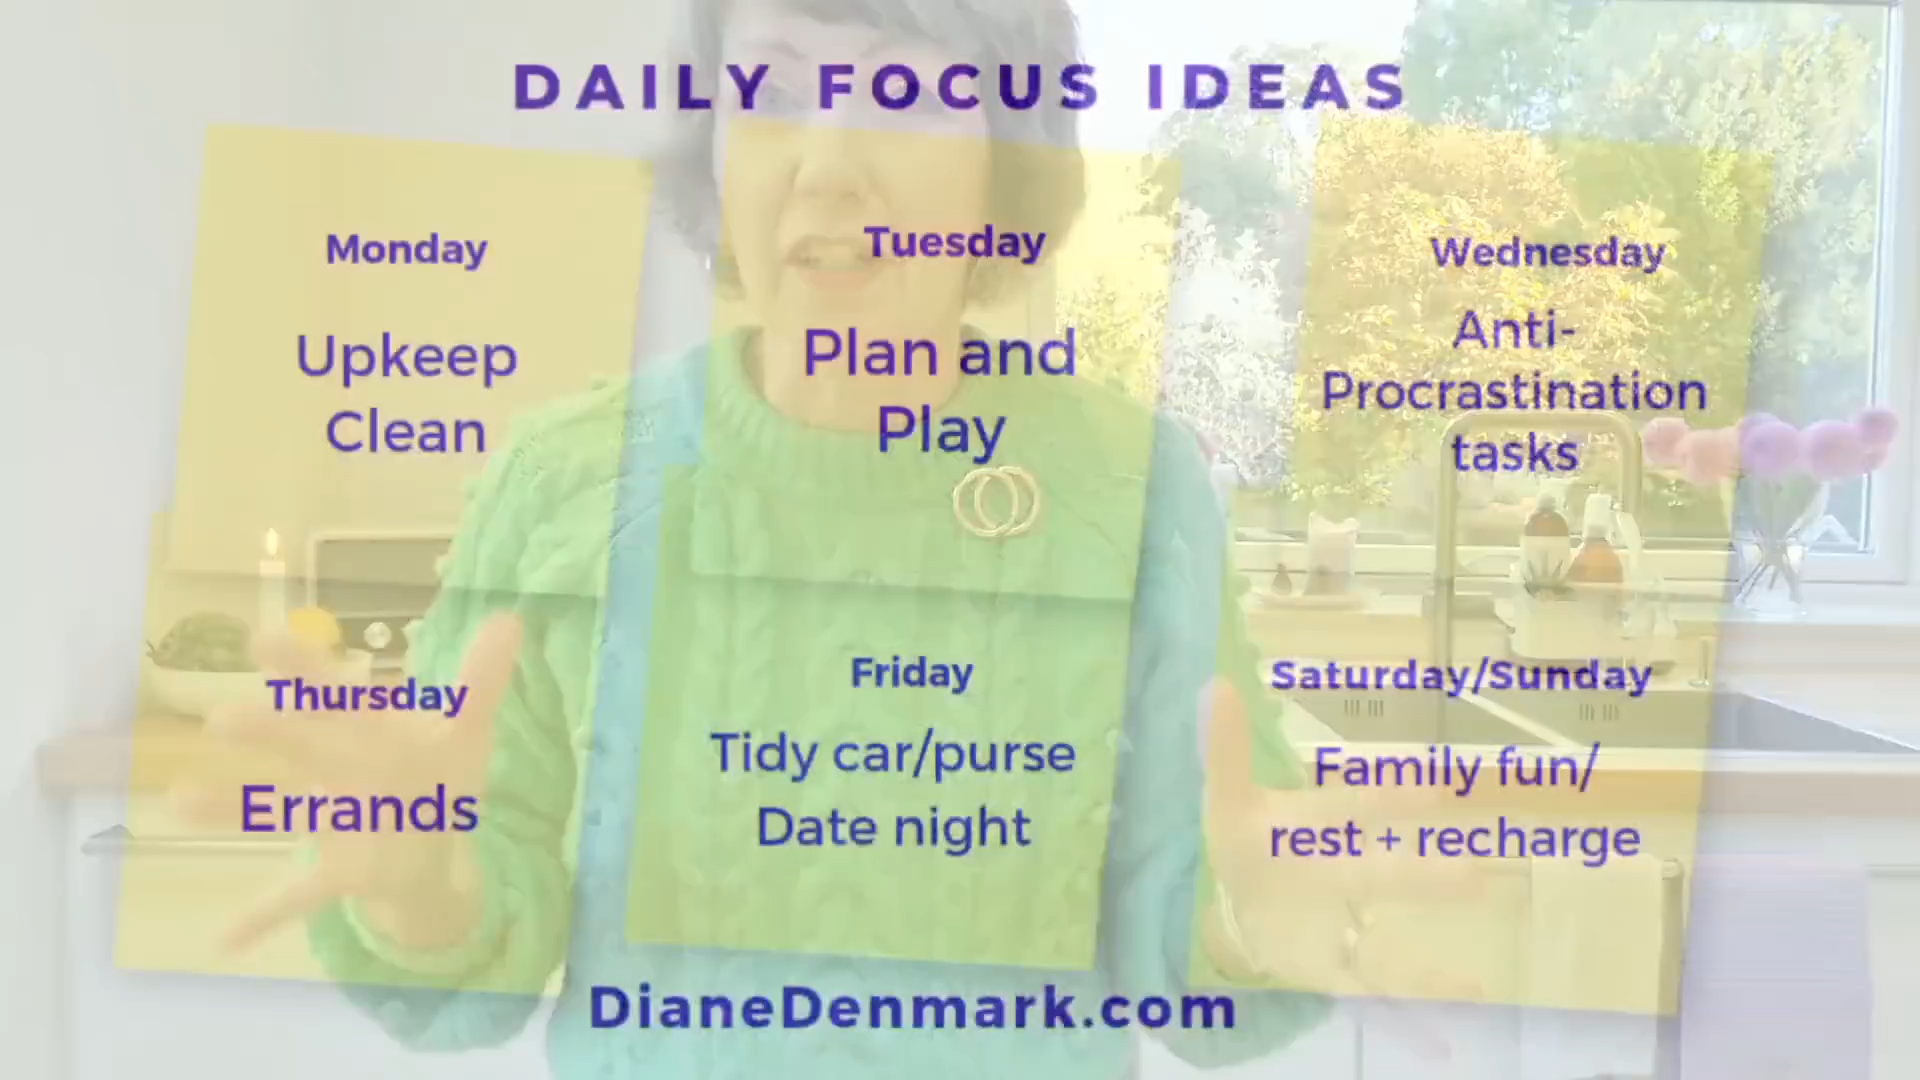 DAILY FOCUS IDEAS
Monday
Upkeep
Clean
Tuesday
Plan and
Play
Wednesday
Anti-
Procrastination
tasks
Thursday
Errands
Friday
Tidy car/purse
Date night
Saturday/Sunday
Family fun/
rest + recharge
DianeDenmark.com